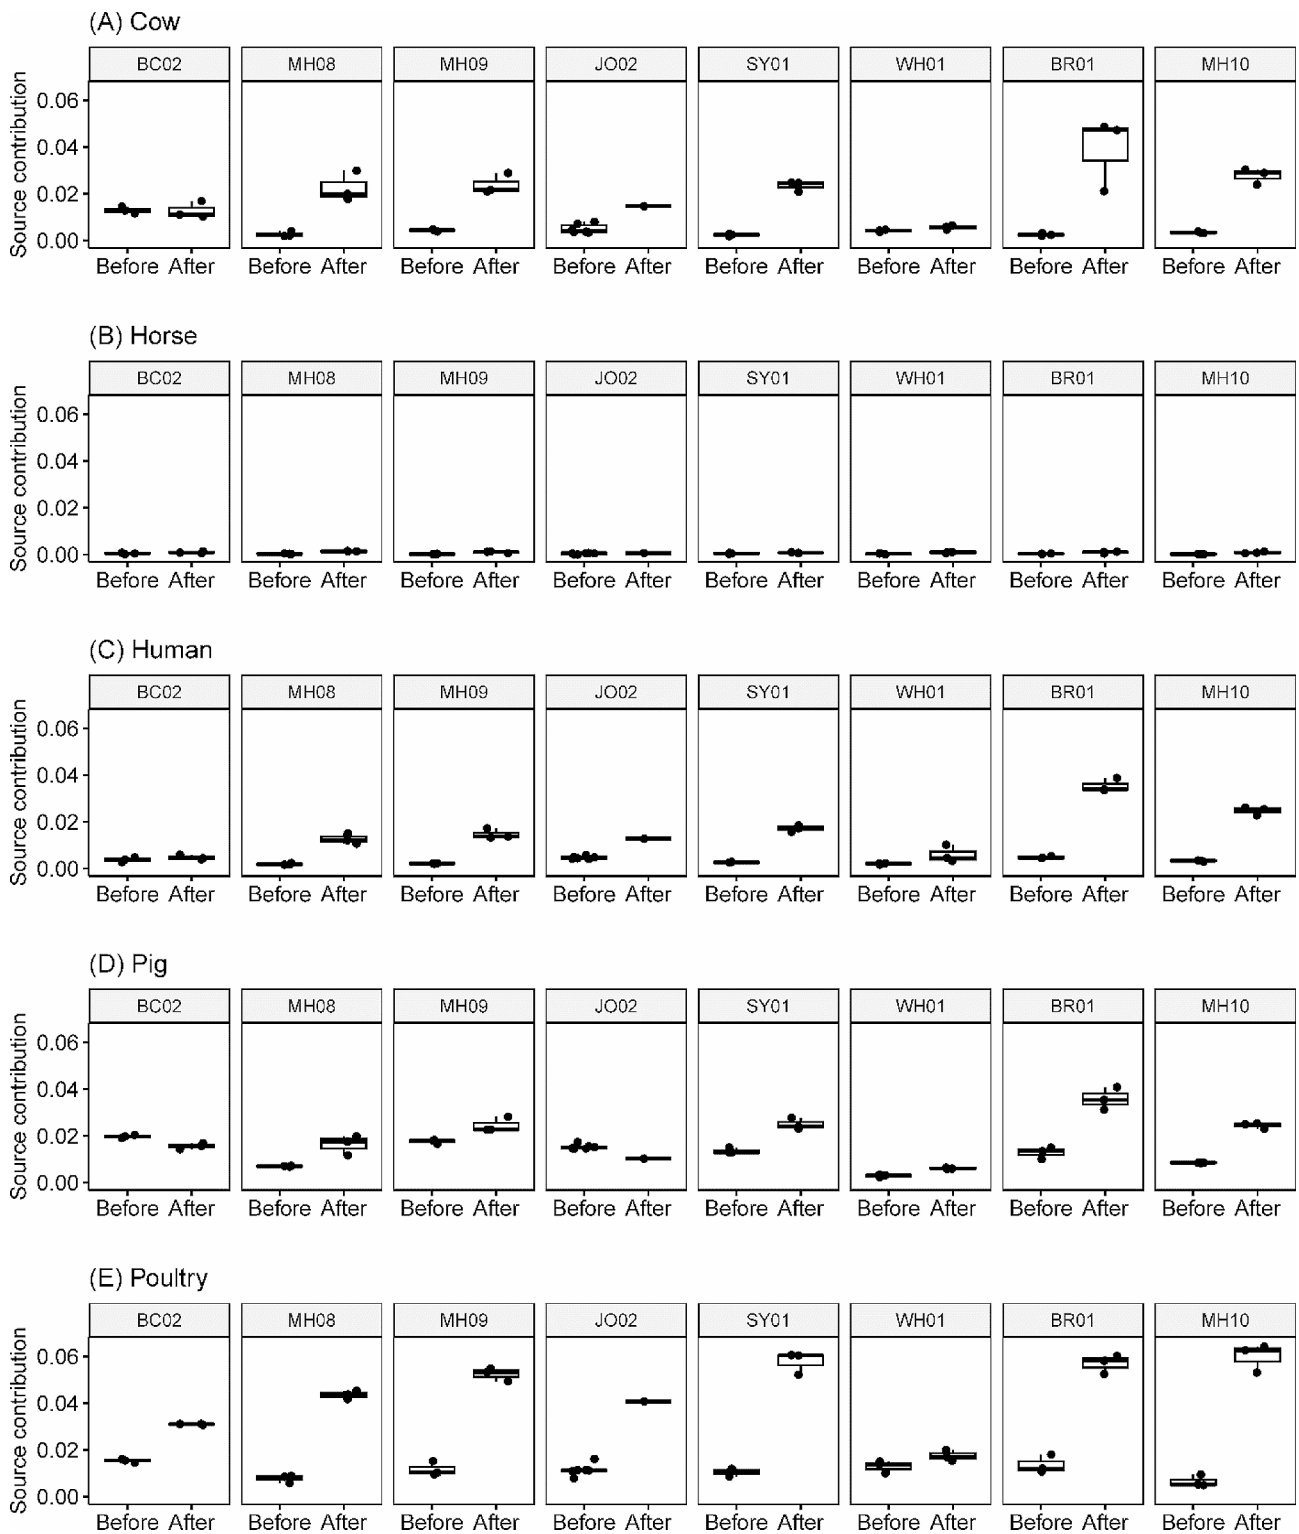 (A) Cow
BC02 MH08 MH09 JO02 SY01 WH01 BR01 MH10
Source contribution
0.06
0.04
0.02
0.00
Before After Before After Before After Before After Before After Before After Before After Before After
(B) Horse
BC02 MH08 MH09 JO02 SY01 WH01 BR01 MH10
Source contribution
0.06
0.04
0.02
0.00
Before After Before After Before After Before After Before After Before After Before After Before After
(C) Human
BC02 MH08 MH09 JO02 SY01 WH01 BR01 MH10
Source contribution
0.06
0.04
0.02
0.00
Before After Before After Before After Before After Before After Before After Before After Before After
(D) Pig
BC02 MH08 MH09 JO02 SY01 WH01 BR01 MH10
Source contribution
0.06
0.04
0.02
0.00
Before After Before After Before After Before After Before After Before After Before After Before After
(E) Poultry
BC02 MH08 MH09 JO02 SY01 WH01 BR01 MH10
Source contribution
0.06
0.04
0.02
0.00
Before After Before After Before After Before After Before After Before After Before After Before After